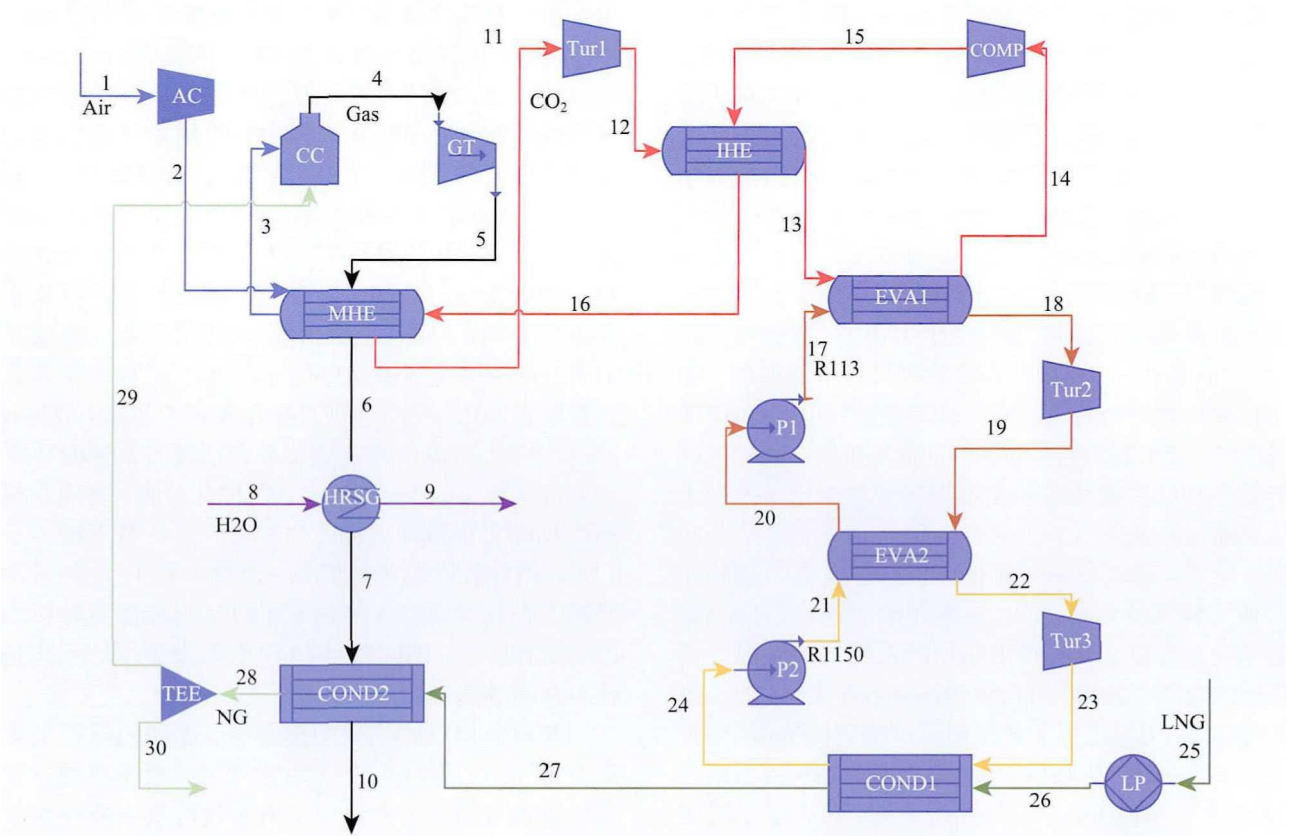 11
Tur1
15
COMP
1
Air
AC
4
Gas
CO₂
GT
12
IHE
CC
2
14
3
5
13
MHE
16
EVA1
18
17
R113
29
6
Tur2
P1
19
8
H2O
HRSG
9
20
EVA2
22
7
21
R1150
Tur3
P2
TEE
28
NG
COND2
24
23
LNG
25
30
10
27
COND1
26
LP